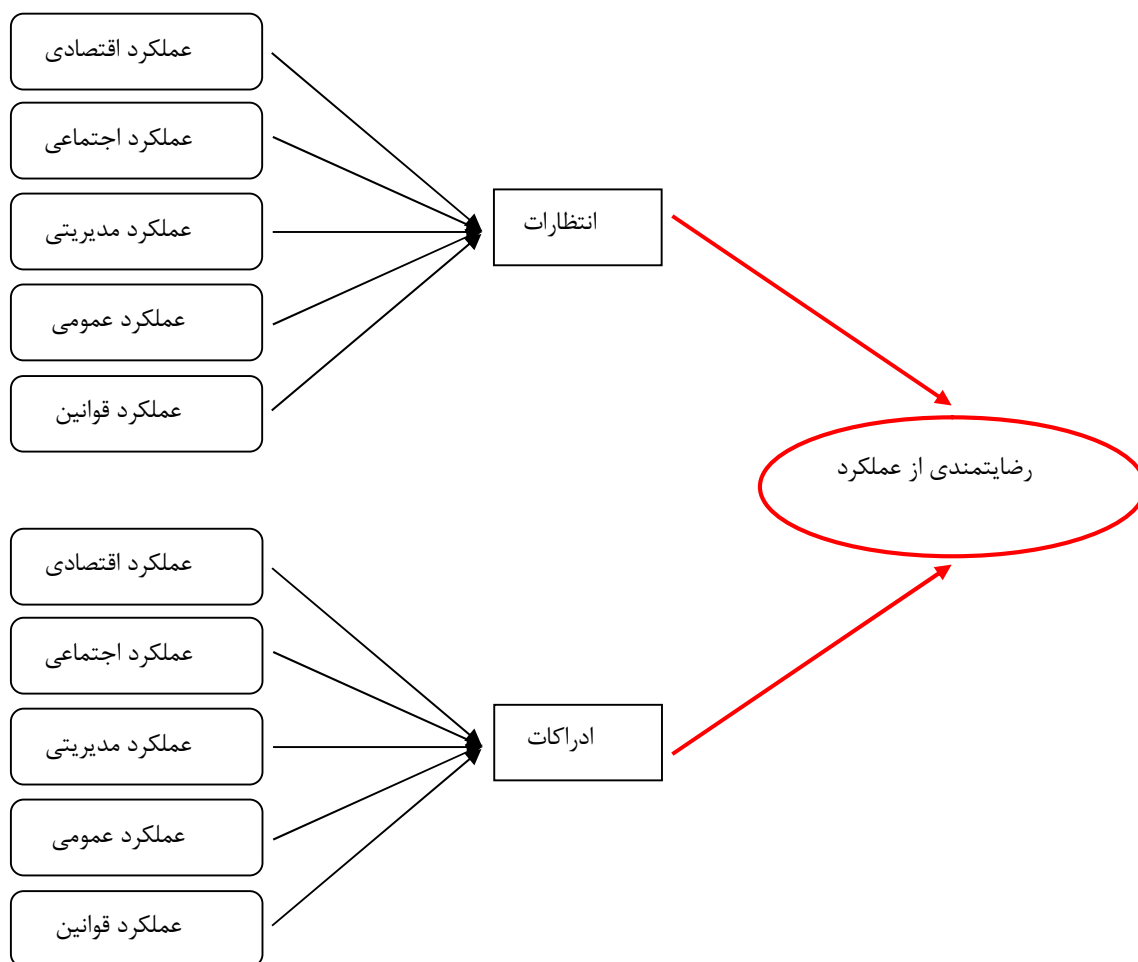 عملکرد اقتصادی
عملکرد اجتماعی
عملکرد مدیریتی
عملکرد عمومی
عملکرد قوانین
انتظارات
رضایتمندی از عملکرد
عملکرد اقتصادی
عملکرد اجتماعی
عملکرد مدیریتی
عملکرد عمومی
عملکرد قوانین
ادراکات